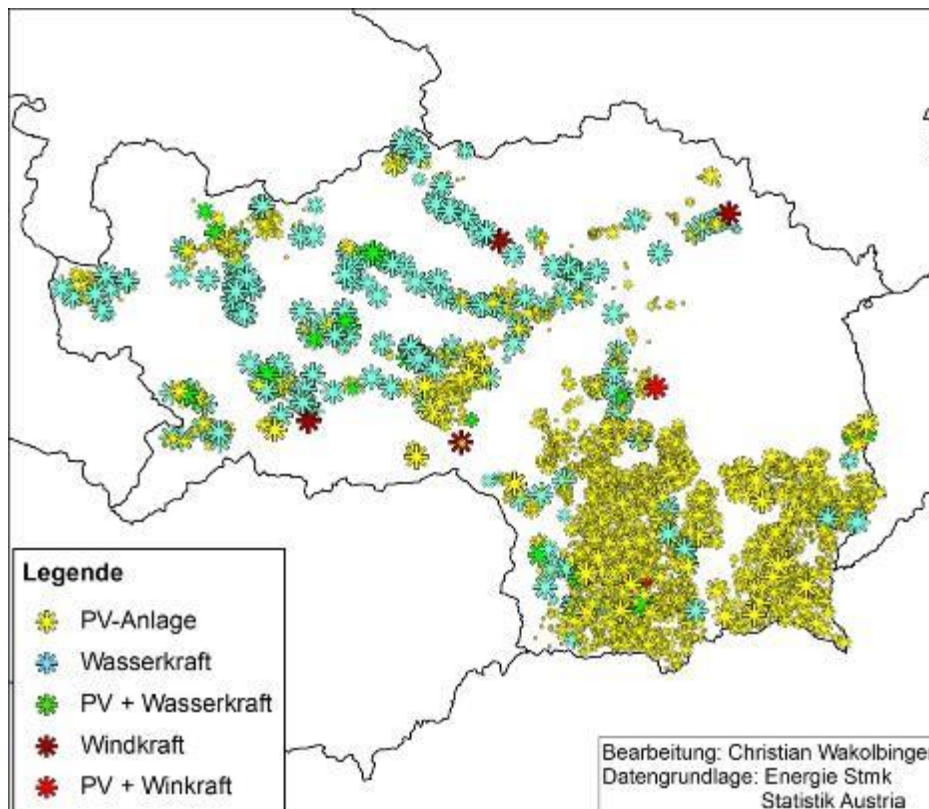 Legende
PV-Anlage
Wasserkraft
PV + Wasserkraft
Windkraft
PV + Winkraft
Bearbeitung: Christian Wakolbinger
Datengrundlage: Energie Stmk
Statistik Austria